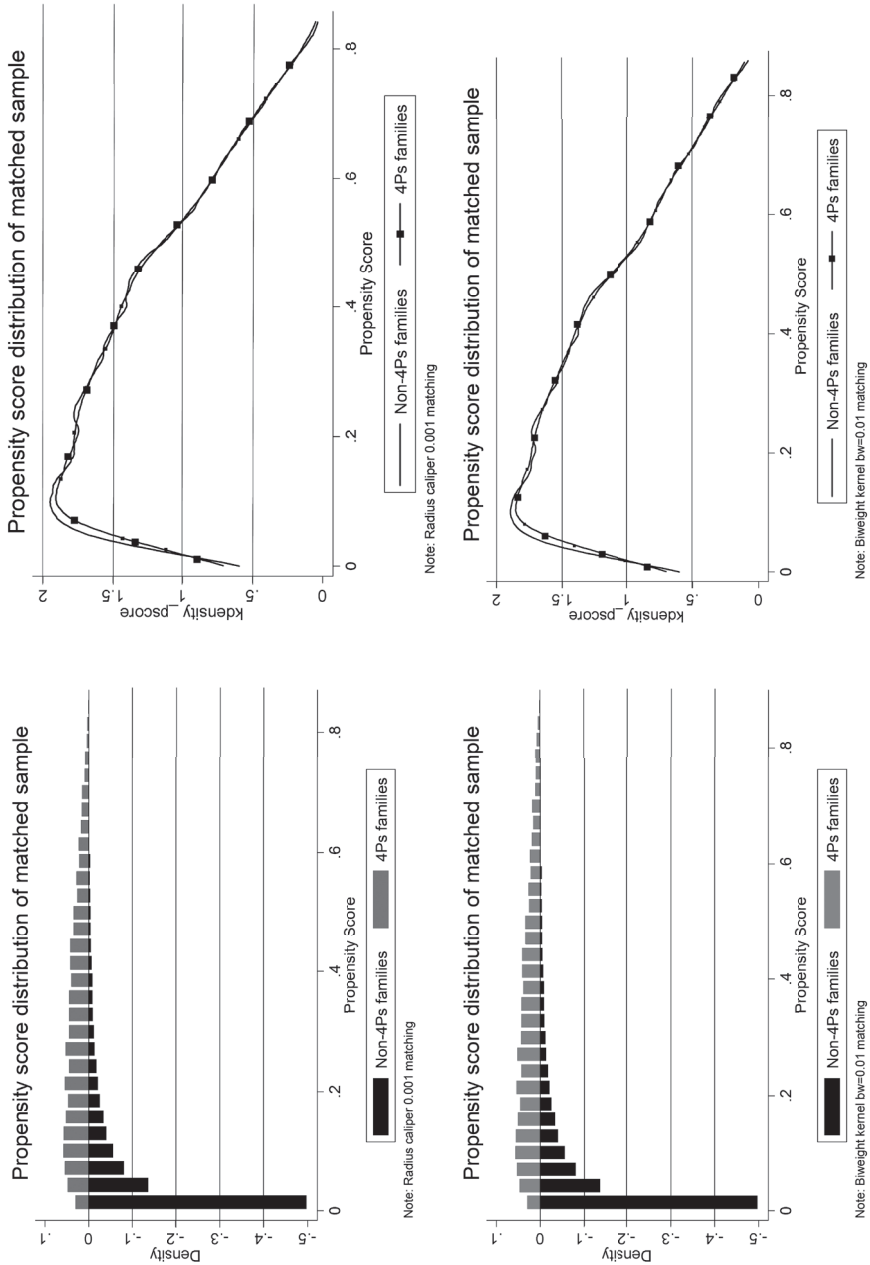 Propensity score distribution of matched sample
.1
0
-.1
-.2
-.3
-.4
-.5
Density
0
.2
.4
.6
.8
Propensity Score
Non-4Ps families
4Ps families
Note: Radius caliper 0.001 matching
Propensity score distribution of matched sample
2
1.5
1
.5
0
kdensity_pscore
0
.2
.4
.6
.8
Propensity Score
Non-4Ps families
4Ps families
Note: Radius caliper 0.001 matching
Propensity score distribution of matched sample
.1
0
-.1
-.2
-.3
-.4
-.5
Density
0
.2
.4
.6
.8
Propensity Score
Non-4Ps families
4Ps families
Note: Biweight kernel bw=0.01 matching
Propensity score distribution of matched sample
2
1.5
1
.5
0
kdensity_pscore
0
.2
.4
.6
.8
Propensity Score
Non-4Ps families
4Ps families
Note: Biweight kernel bw=0.01 matching